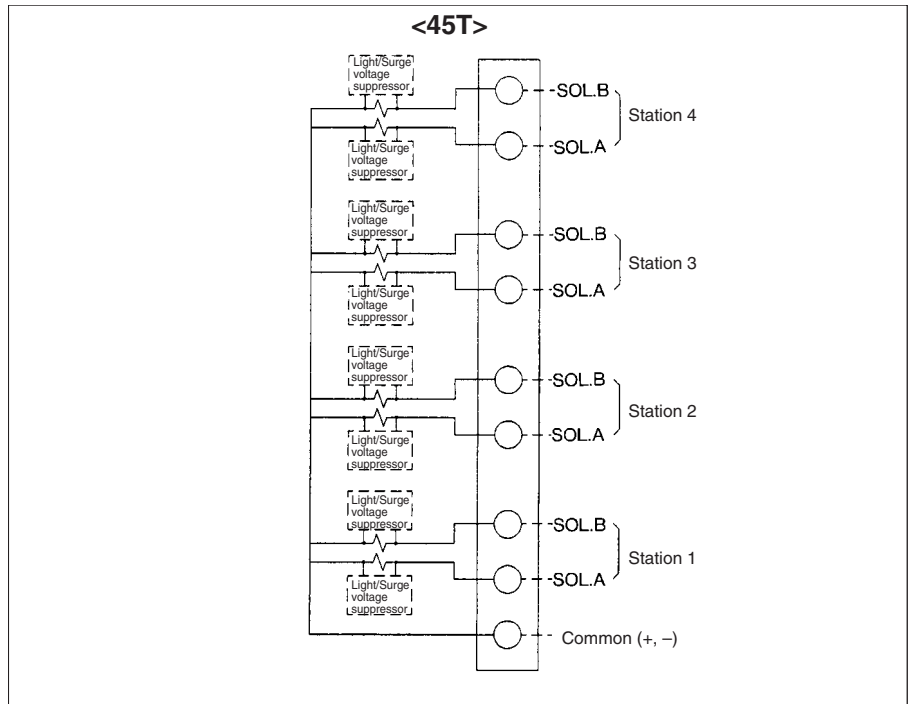 <45T>
Light/Surge
voltage
suppressor
SOL.B
Station 4
SOL.A
Light/Surge
voltage
suppressor
Light/Surge
voltage
suppressor
SOL.B
Station 3
SOL.A
Light/Surge
voltage
suppressor
Light/Surge
voltage
suppressor
SOL.B
Station 2
SOL.A
Light/Surge
voltage
suppressor
Light/Surge
voltage
suppressor
SOL.B
Station 1
SOL.A
Light/Surge
voltage
suppressor
Common (+, –)